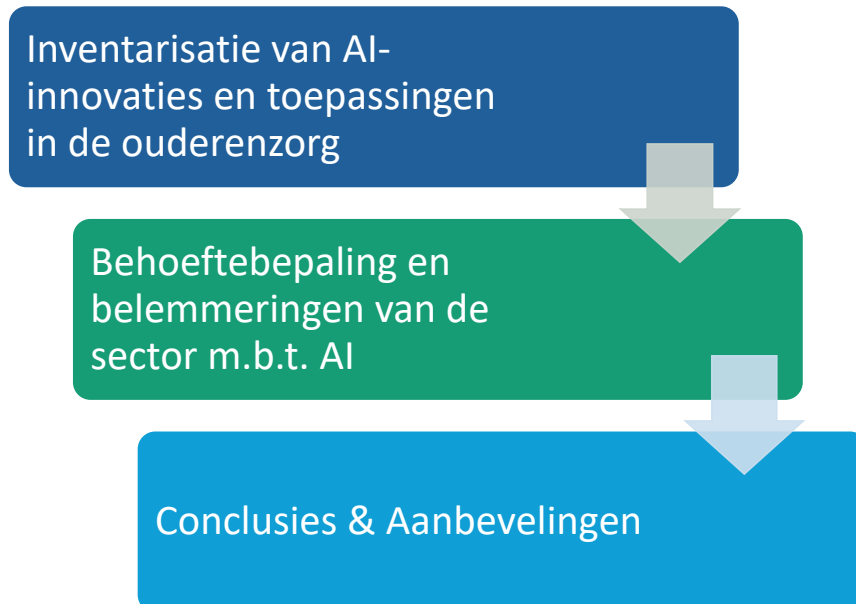 Inventarisatie van AI-
innovaties en toepassingen
in de ouderenzorg
Behoeftebepaling en
belemmeringen van de
sector m.b.t. AI
Conclusies & Aanbevelingen